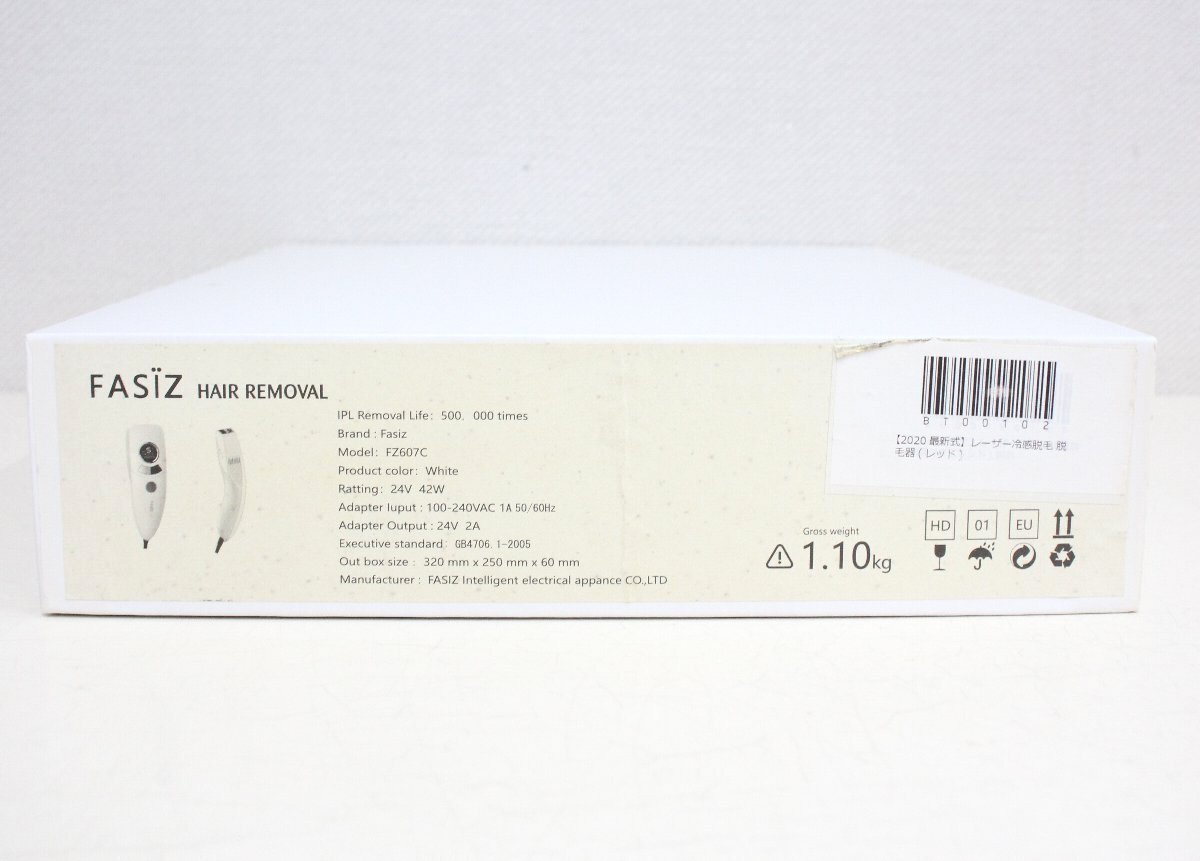 FASÏZ HAIR REMOVAL
IPL Removal Life: 500. 000 times
Brand : Fasiz
Model: FZ607C
Product color: White
Ratting: 24V 42W
Adapter Iuput : 100-240VAC 1A 50/60Hz
Adapter Output : 24V 2A
Executive standard: GB4706.1-2005
Out box size : 320 mm x 250 mm x 60 mm
Manufacturer : FASIZ Intelligent electrical appance CO.,LTD
BT00102
【2020 最新式】レーザー冷感脱毛 脱
毛器 ( レッド )
Gross weight
1.10kg
HD 01 EU